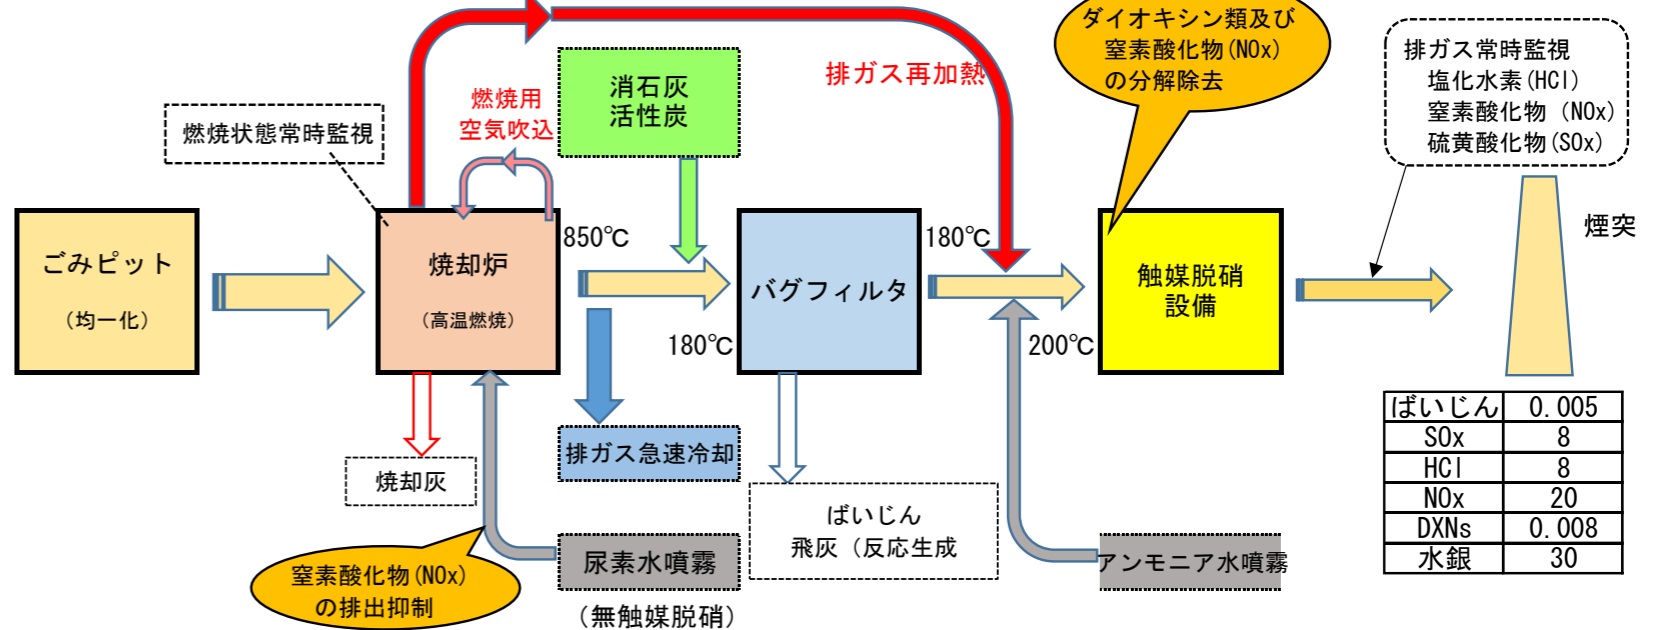 ダイオキシン類及び
窒素酸化物(NOx)
の分解除去
排ガス常時監視
塩化水素(HCl)
窒素酸化物 (NOx)
硫黄酸化物(SOx)
排ガス再加熱
消石灰
活性炭
燃焼用
空気吹込
燃焼状態常時監視
煙突
ごみピット
(均一化)
焼却炉
(高温燃焼)
850℃
180℃
バグフィルタ
180℃
200℃
触媒脱硝
設備
焼却灰
排ガス急速冷却
ばいじん
飛灰 (反応生成
尿素水噴霧
(無触媒脱硝)
アンモニア水噴霧
窒素酸化物(NOx)
の排出抑制
ばいじん 0.005
SOx 8
HCl 8
NOx 20
DXNs 0.008
水銀 30